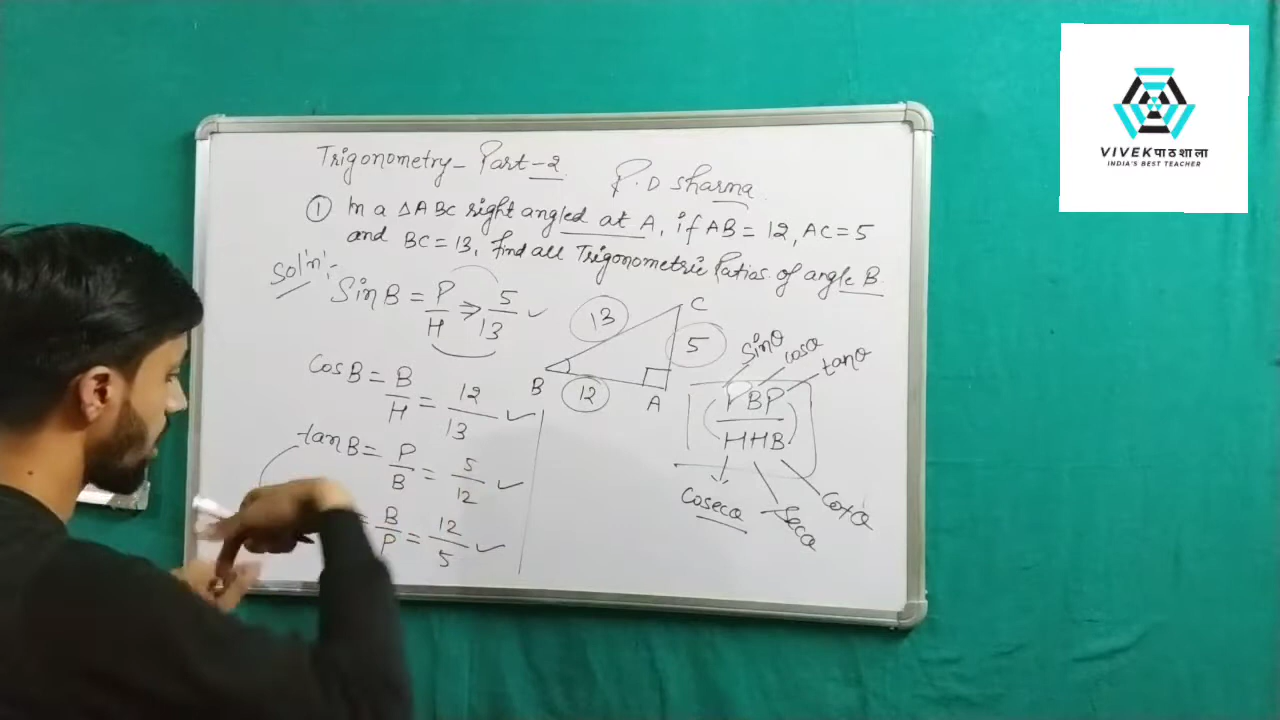 VIVEKपाठशाला
INDIA'S BEST TEACHER
Trigonometry - Part - 2
R.D Sharma
① In a △ABC right angled at A, if AB = 12, AC = 5
and BC = 13, Find all Trigonometric Ratios of angle B.
Solⁿ:-
Sin B = P/H ⇒ 5/13 ✓
Cos B = B/H = 12/13 ✓
tan B = P/B = 5/12 ✓
B/P = 12/5 ✓
13
C
5
B
12
A
Sinθ
cosθ
tanθ
PBP
HHB
Cosecθ
Secθ
Cotθ